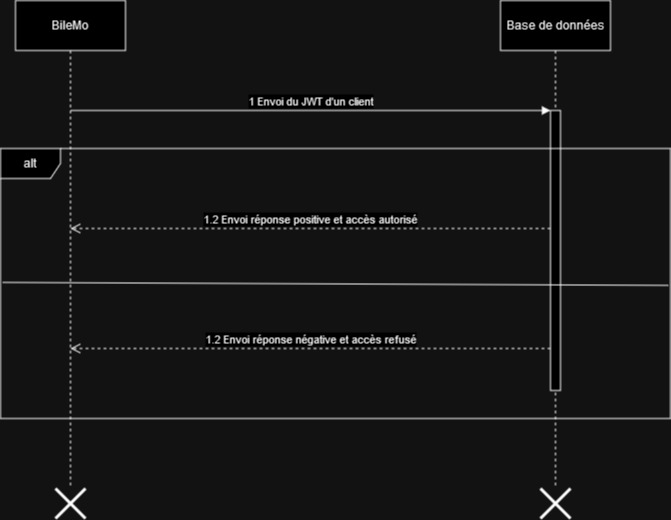 BileMo
Base de données
1 Envoi du JWT d'un client
alt
1.2 Envoi réponse positive et accès autorisé
1.2 Envoi réponse négative et accès refusé